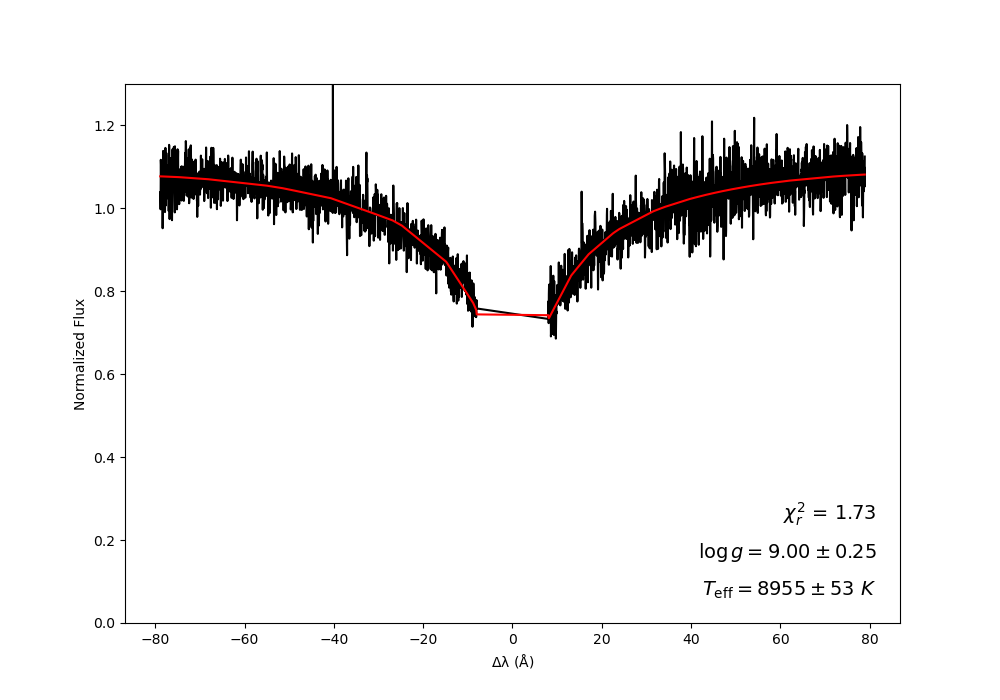 Normalized Flux
1.2
1.0
0.8
0.6
0.4
0.2
0.0
χ²ᵣ = 1.73
log g = 9.00 ± 0.25
T_eff = 8955 ± 53 K
−80 −60 −40 −20 0 20 40 60 80
Δλ (Å)